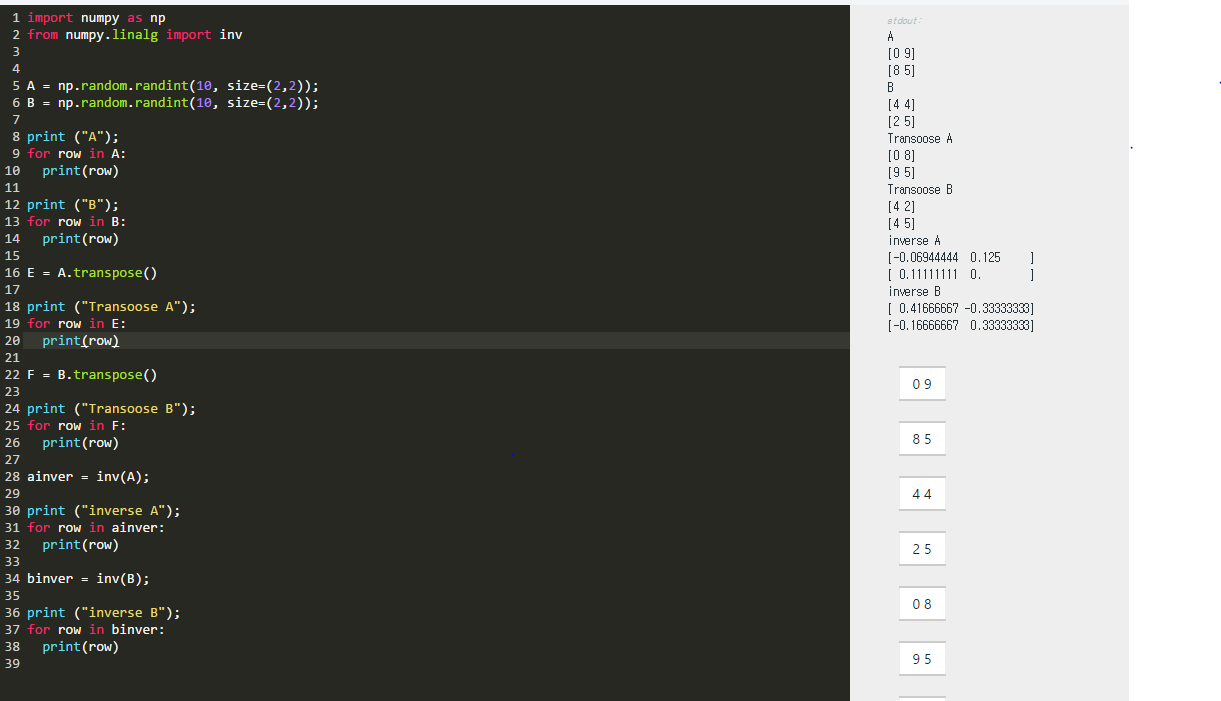 1 import numpy as np
2 from numpy.linalg import inv
3
4
5 A = np.random.randint(10, size=(2,2));
6 B = np.random.randint(10, size=(2,2));
7
8 print ("A");
9 for row in A:
10   print(row)
11
12 print ("B");
13 for row in B:
14   print(row)
15
16 E = A.transpose()
17
18 print ("Transoose A");
19 for row in E:
20   print(row)
21
22 F = B.transpose()
23
24 print ("Transoose B");
25 for row in F:
26   print(row)
27
28 ainver = inv(A);
29
30 print ("inverse A");
31 for row in ainver:
32   print(row)
33
34 binver = inv(B);
35
36 print ("inverse B");
37 for row in binver:
38   print(row)
39
stdout:
A
[0 9]
[8 5]
B
[4 4]
[2 5]
Transoose A
[0 8]
[9 5]
Transoose B
[4 2]
[4 5]
inverse A
[-0.06944444  0.125     ]
[ 0.11111111  0.        ]
inverse B
[ 0.41666667 -0.33333333]
[-0.16666667  0.33333333]
0 9
8 5
4 4
2 5
0 8
9 5